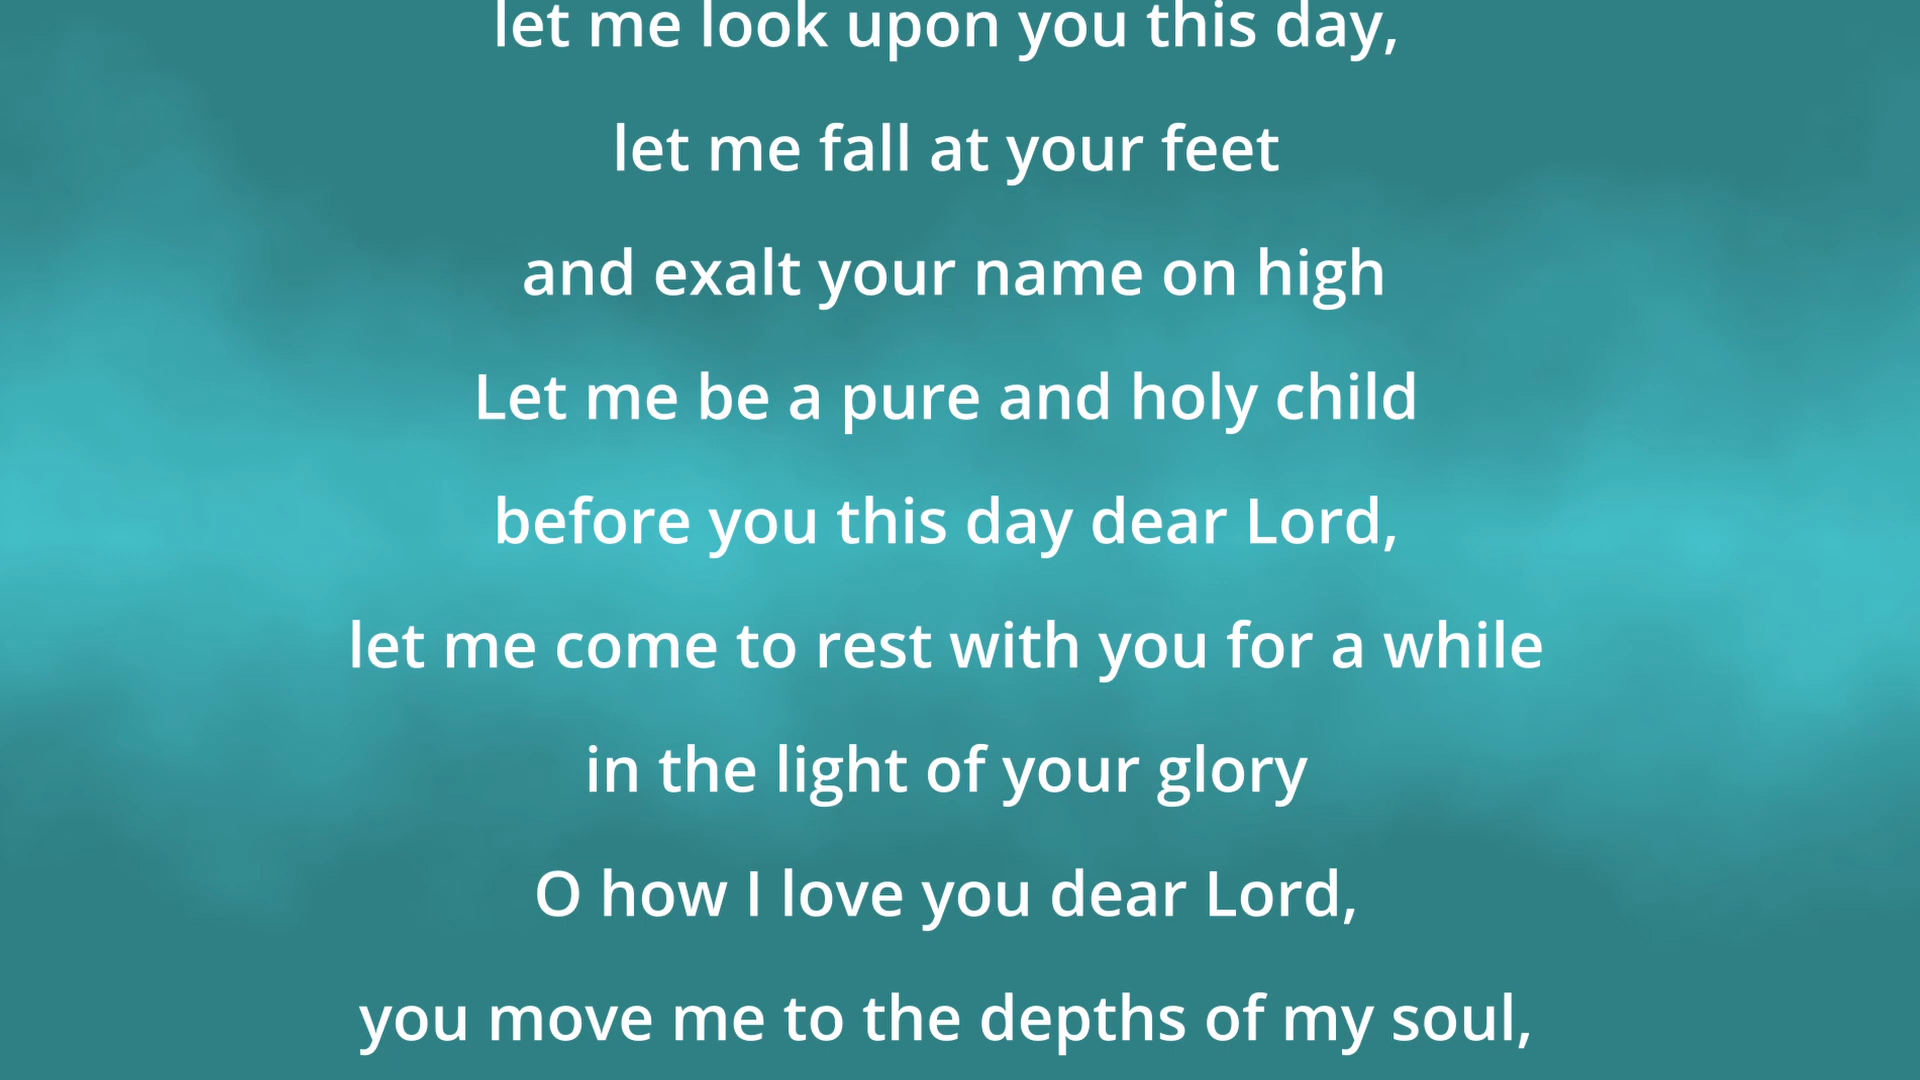 let me look upon you this day,
let me fall at your feet
and exalt your name on high
Let me be a pure and holy child
before you this day dear Lord,
let me come to rest with you for a while
in the light of your glory
O how I love you dear Lord,
you move me to the depths of my soul,